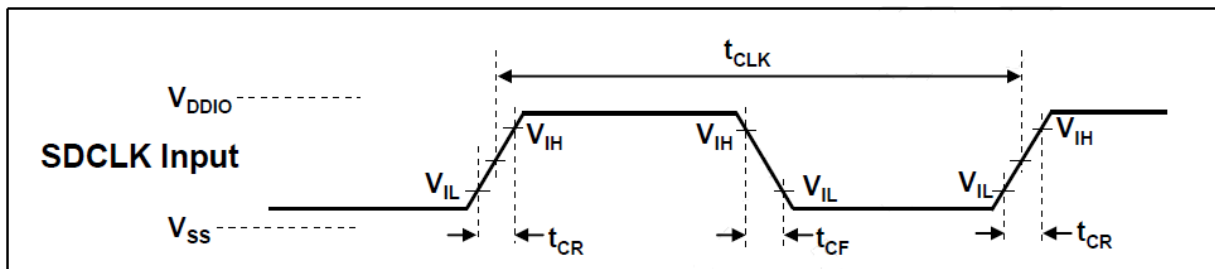 tCLK
VDDIO
VIH VIH VIH
SDCLK Input
VIL VIL VIL
VSS
tCR tCF tCR